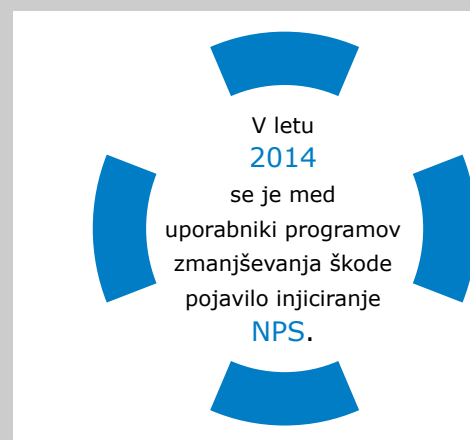 V letu
2014
se je med
uporabniki programov
zmanjševanja škode
pojavilo injiciranje
NPS.